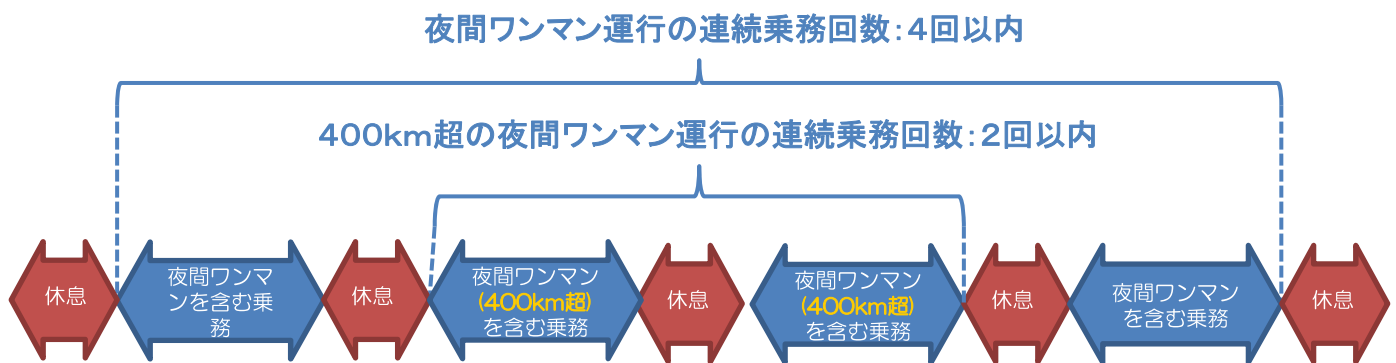 夜間ワンマン運行の連続乗務回数:4回以内
400km超の夜間ワンマン運行の連続乗務回数:2回以内
休息
夜間ワンマ
ンを含む乗
務
休息
夜間ワンマン
(400km超)
を含む乗務
休息
夜間ワンマン
(400km超)
を含む乗務
休息
夜間ワンマン
を含む乗務
休息